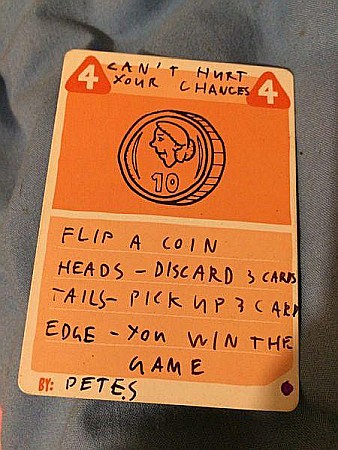 4 CAN'T HURT 4
YOUR CHANCES
10
FLIP A COIN
HEADS - DISCARD 3 CARDS
TAILS - PICK UP 3 CARD
EDGE - YOU WIN THE
GAME
BY: PETES